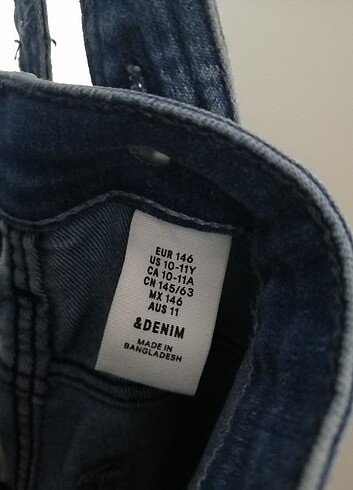 EUR 146
US 10-11Y
CA 10-11A
CN 145/63
MX 146
AUS 11
&DENIM
MADE IN
BANGLADESH